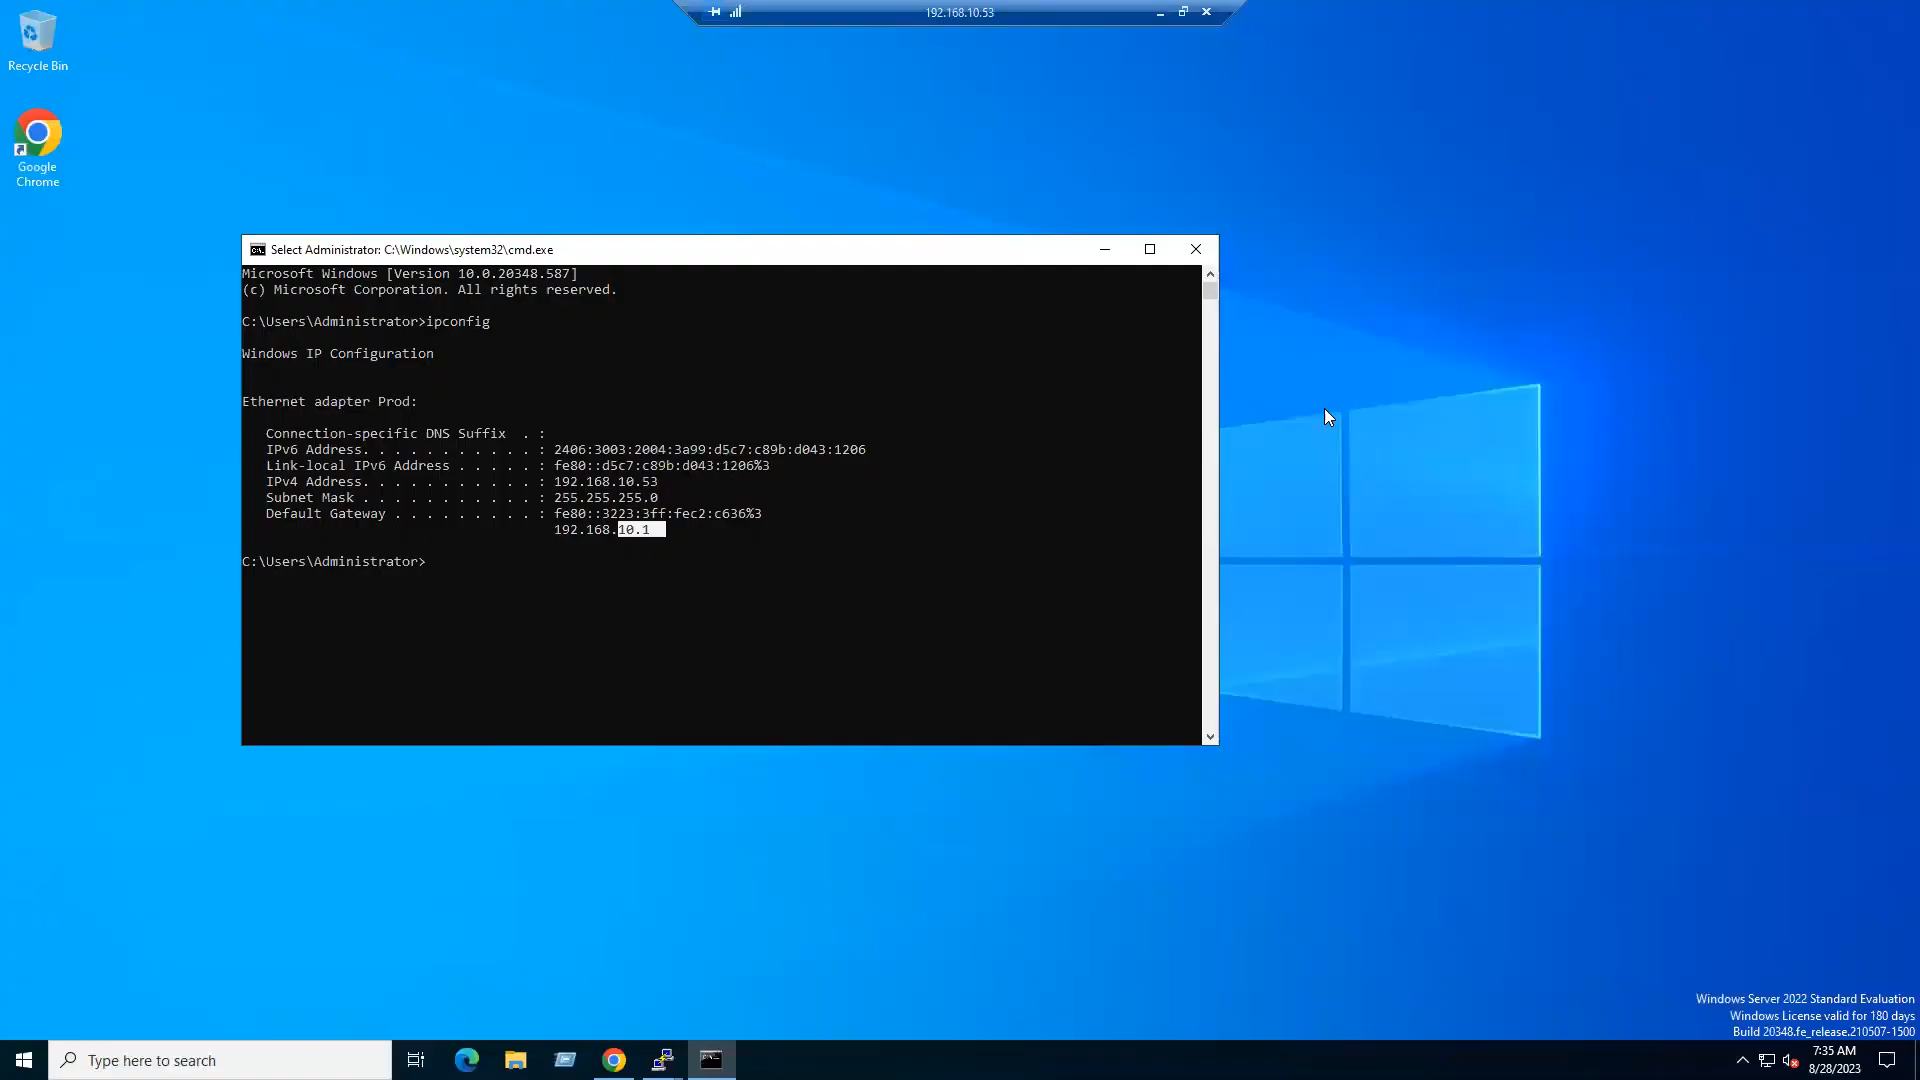 192.168.10.53
Recycle Bin
Google
Chrome
Select Administrator: C:\Windows\system32\cmd.exe
Microsoft Windows [Version 10.0.20348.587]
(c) Microsoft Corporation. All rights reserved.
C:\Users\Administrator>ipconfig
Windows IP Configuration
Ethernet adapter Prod:
Connection-specific DNS Suffix  . :
IPv6 Address. . . . . . . . . . . : 2406:3003:2004:3a99:d5c7:c89b:d043:1206
Link-local IPv6 Address . . . . . : fe80::d5c7:c89b:d043:1206%3
IPv4 Address. . . . . . . . . . . : 192.168.10.53
Subnet Mask . . . . . . . . . . . : 255.255.255.0
Default Gateway . . . . . . . . . : fe80::3223:3ff:fec2:c636%3
192.168.10.1
C:\Users\Administrator>
Windows Server 2022 Standard Evaluation
Windows License valid for 180 days
Build 20348.fe_release.210507-1500
Type here to search
7:35 AM
8/28/2023